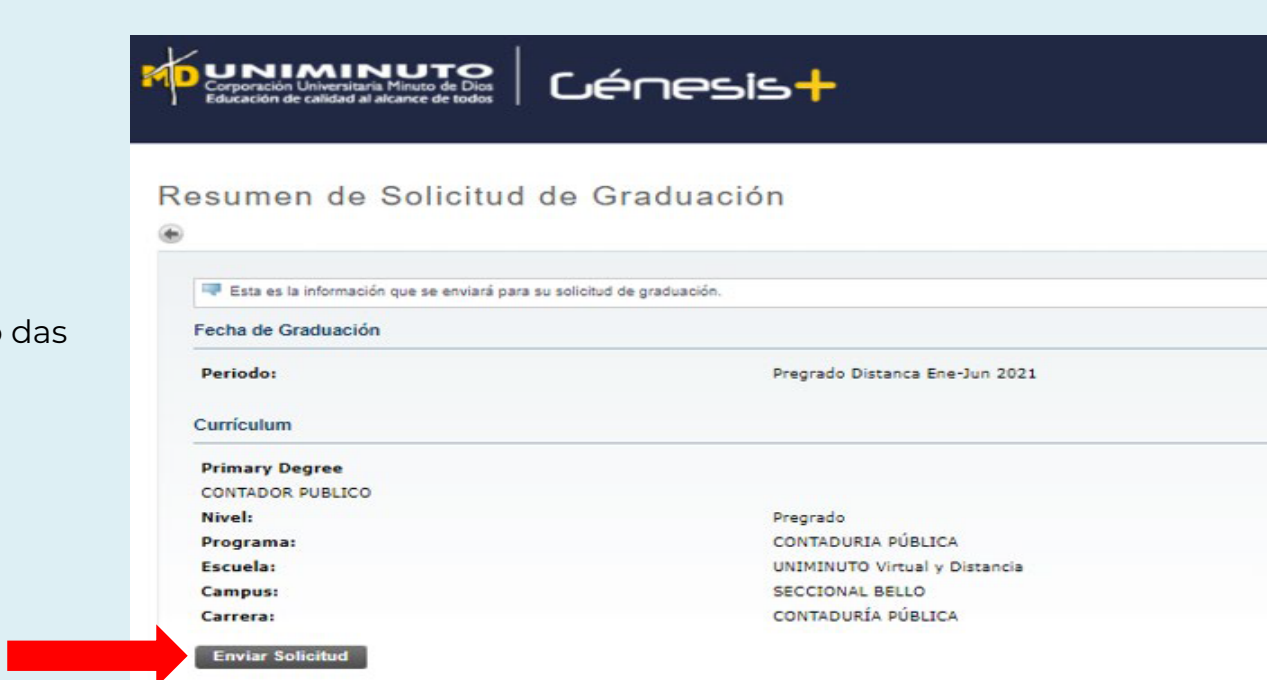 UNIMINUTO
Corporación Universitaria Minuto de Dios
Educación de calidad al alcance de todos
Génesis+
Resumen de Solicitud de Graduación
Esta es la información que se enviará para su solicitud de graduación.
das
Fecha de Graduación
Periodo: Pregrado Distanca Ene-Jun 2021
Currículum
Primary Degree
CONTADOR PUBLICO
Nivel: Pregrado
Programa: CONTADURIA PÚBLICA
Escuela: UNIMINUTO Virtual y Distancia
Campus: SECCIONAL BELLO
Carrera: CONTADURÍA PÚBLICA
Enviar Solicitud